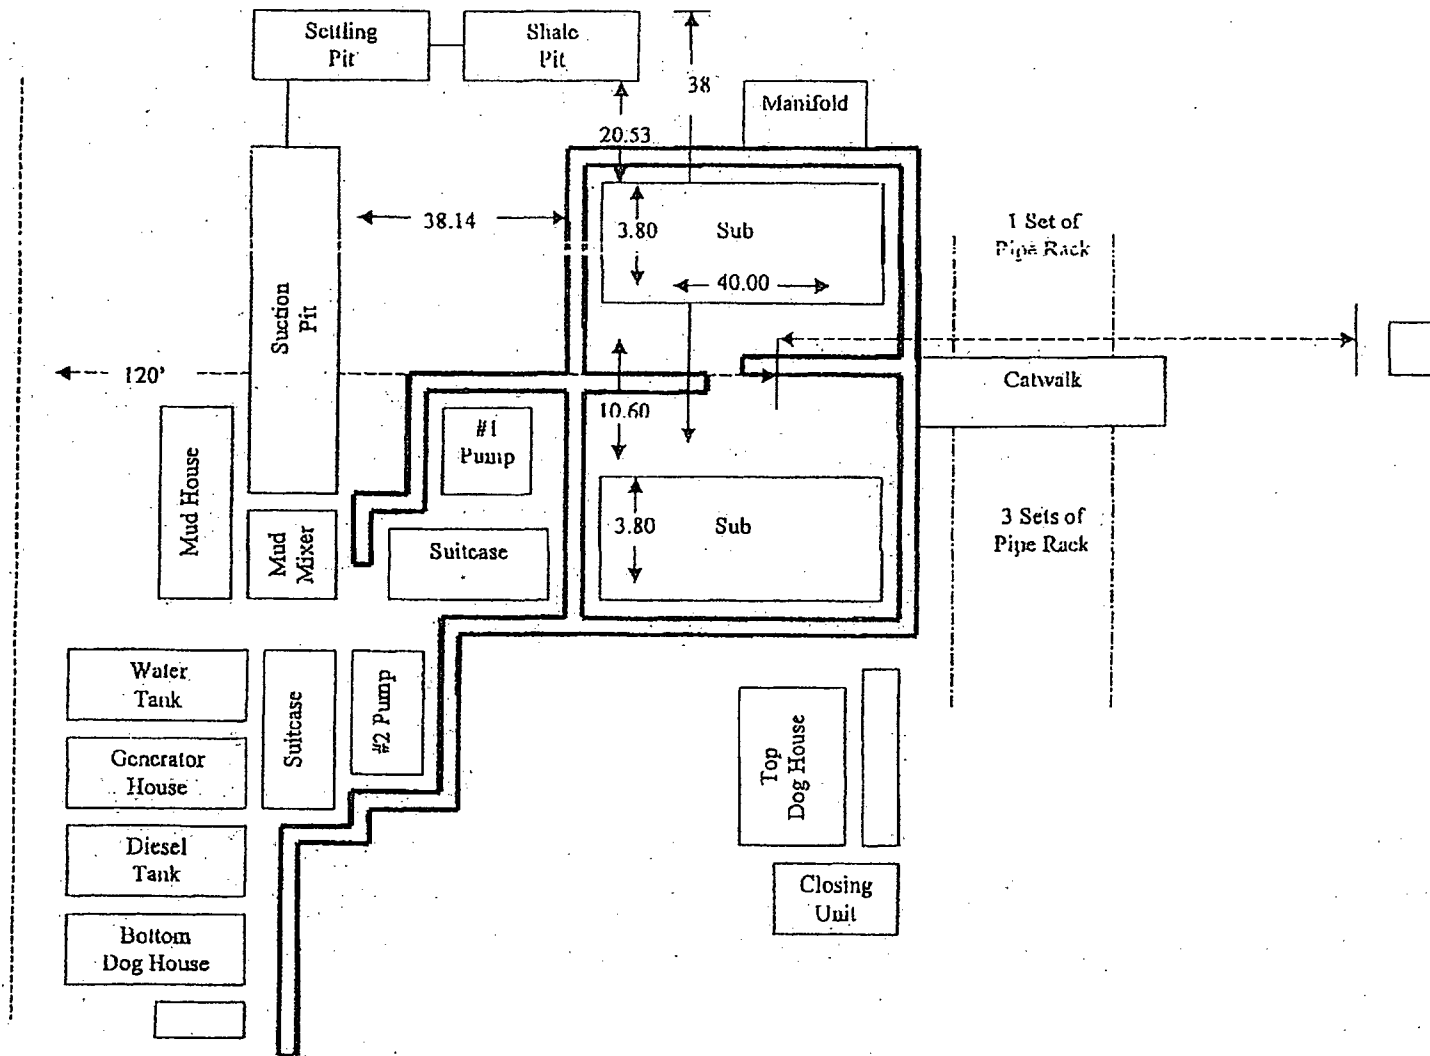 Settling
Pit
Shale
Pit
38
Manifold
20.53
38.14
3.80
Sub
1 Set of
Pipe Rack
40.00
Suction
Pit
120'
Catwalk
10.60
#1
Pump
Mud House
Mud
Mixer
Suitcase
3.80
Sub
3 Sets of
Pipe Rack
Water
Tank
Suitcase
#2 Pump
Generator
House
Top
Dog House
Diesel
Tank
Closing
Unit
Bottom
Dog House